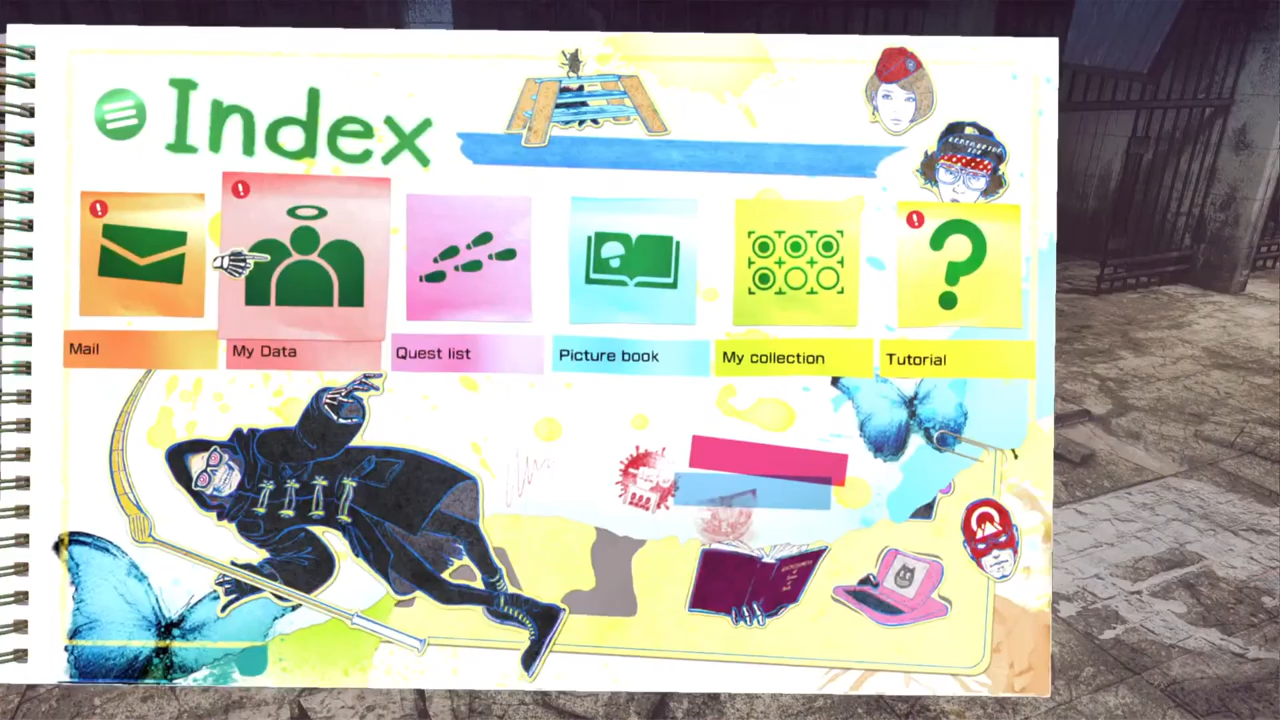 Index
Mail
My Data
Quest list
Picture book
My collection
Tutorial